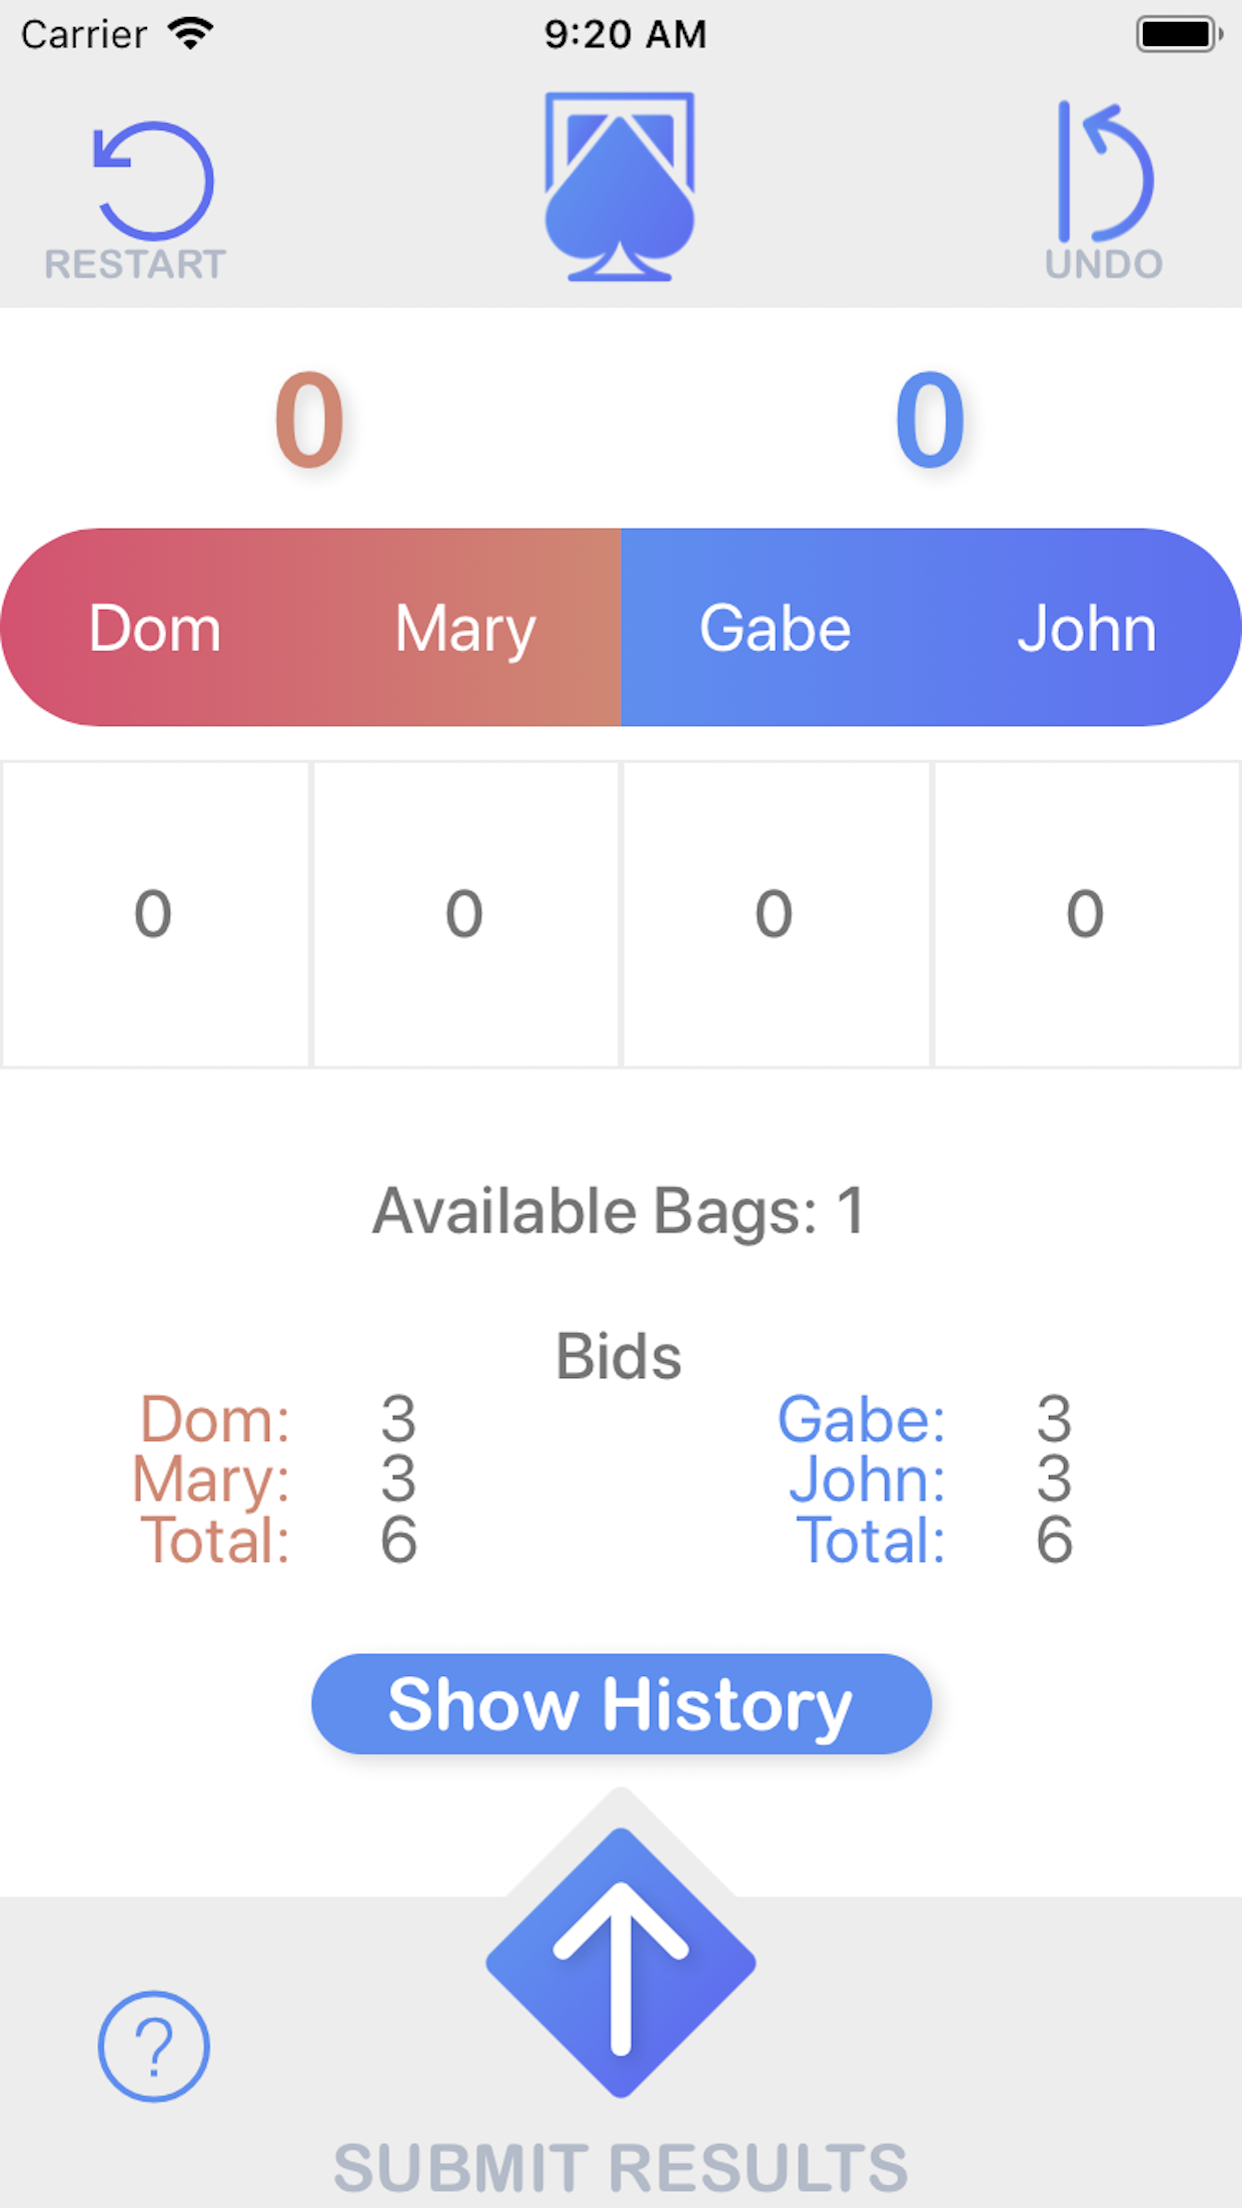 Carrier 9:20 AM
RESTART UNDO
0 0
Dom Mary Gabe John
0 0 0 0
Available Bags: 1
Bids
Dom: 3 Gabe: 3
Mary: 3 John: 3
Total: 6 Total: 6
Show History
?
SUBMIT RESULTS